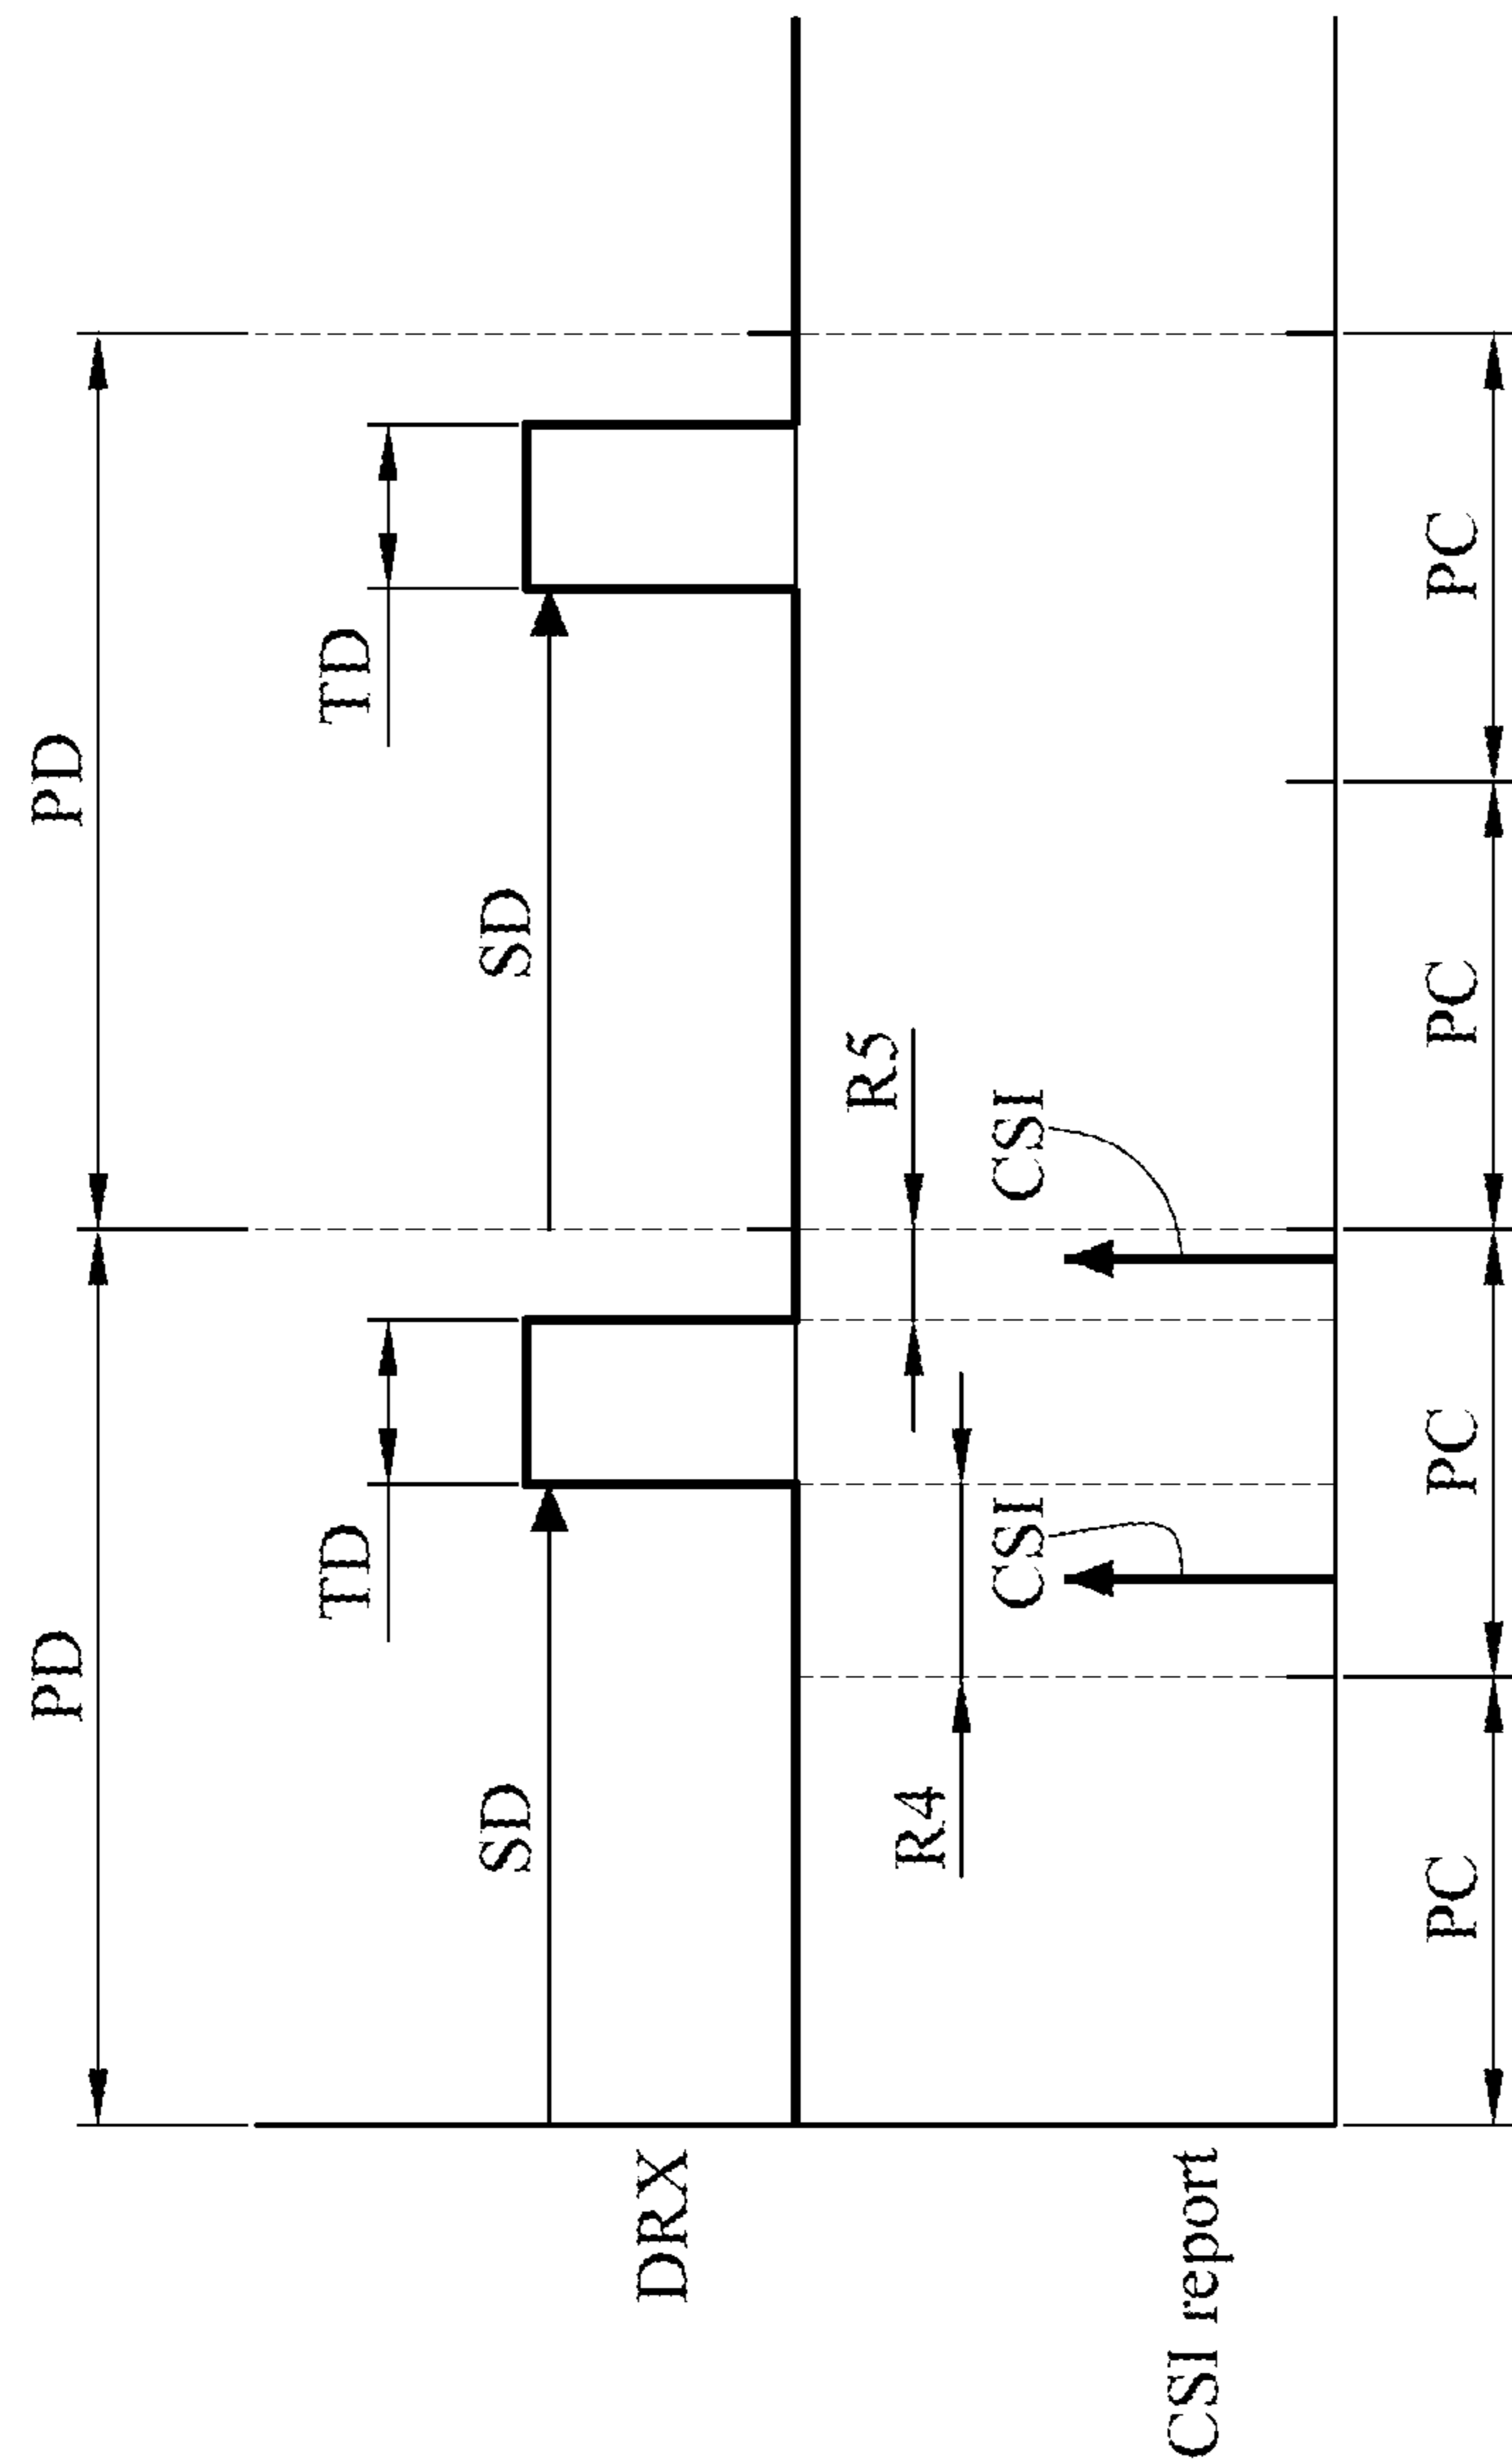 PD
PD
TD
TD
SD
SD
DRX
R5
R4
CSI
CSI
CSI report
PC
PC
PC
PC